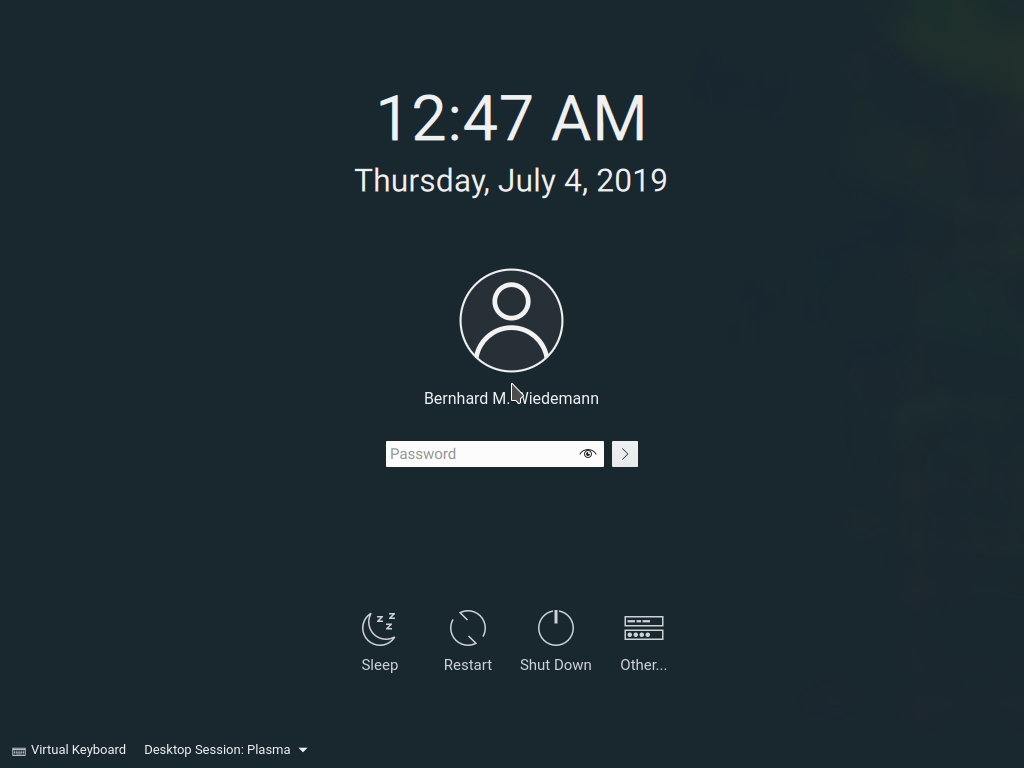 12:47 AM
Thursday, July 4, 2019
Bernhard M. Wiedemann
Password
Sleep
Restart
Shut Down
Other...
Virtual Keyboard
Desktop Session: Plasma